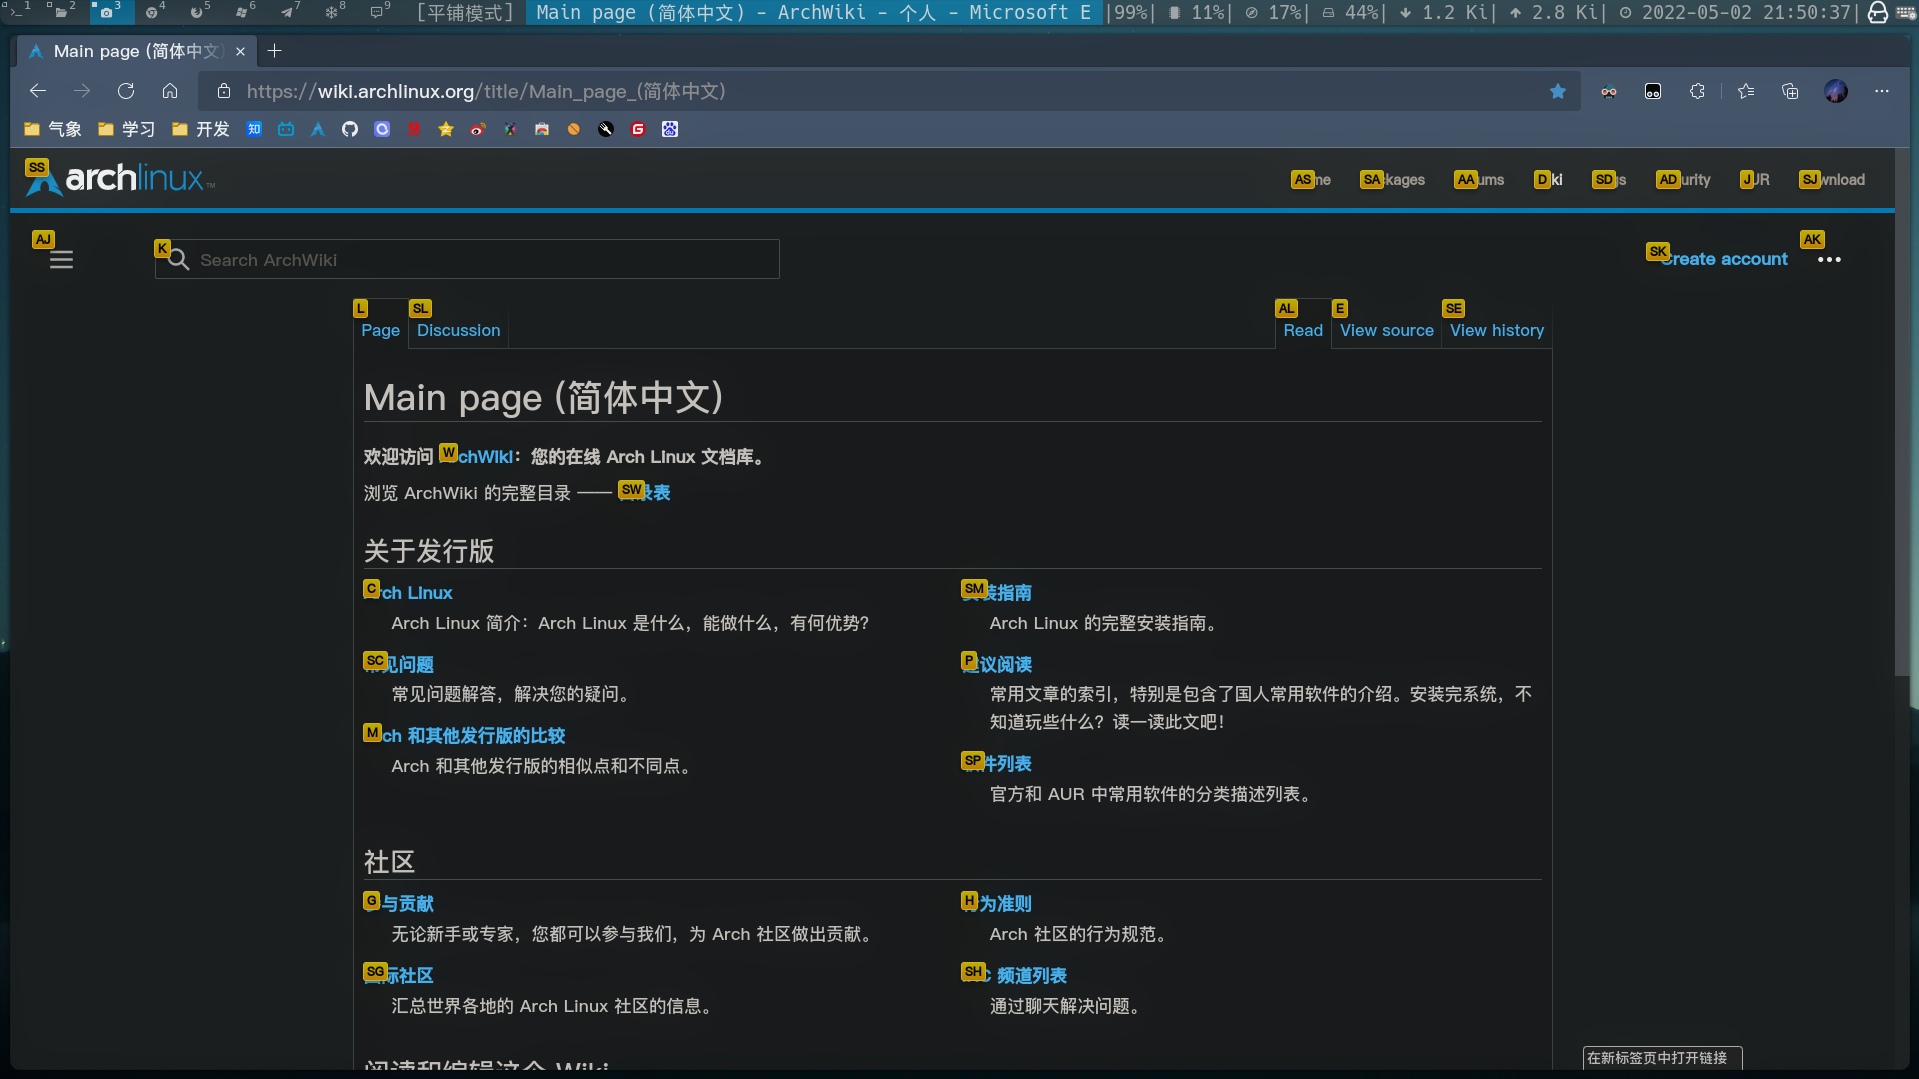 1 2 3 4 5 6 7 8 9 [平铺模式] Main page (简体中文) - ArchWiki - 个人 - Microsoft E |99%| 11%| 17%| 44%| 1.2 Ki| 2.8 Ki| 2022-05-02 21:50:37|
Main page (简体中文)
https://wiki.archlinux.org/title/Main_page_(简体中文)
气象 学习 开发 知
SS archlinux™ AS me SA ckages AA ums D ki SD gs AD urity J UR SJ wnload
AJ K Search ArchWiki SK Create account AK
L SL AL E SE
Page Discussion Read View source View history
Main page (简体中文)
欢迎访问 W chWiki：您的在线 Arch Linux 文档库。
浏览 ArchWiki 的完整目录 —— SW 录表
关于发行版
C rch Linux
Arch Linux 简介：Arch Linux 是什么，能做什么，有何优势？
SC 见问题
常见问题解答，解决您的疑问。
M ch 和其他发行版的比较
Arch 和其他发行版的相似点和不同点。
SM 装指南
Arch Linux 的完整安装指南。
P 议阅读
常用文章的索引，特别是包含了国人常用软件的介绍。安装完系统，不
知道玩些什么？读一读此文吧！
SP 件列表
官方和 AUR 中常用软件的分类描述列表。
社区
G 与贡献
无论新手或专家，您都可以参与我们，为 Arch 社区做出贡献。
SG 际社区
汇总世界各地的 Arch Linux 社区的信息。
H 为准则
Arch 社区的行为规范。
SH C 频道列表
通过聊天解决问题。
阅读和编辑这个 Wiki
在新标签页中打开链接